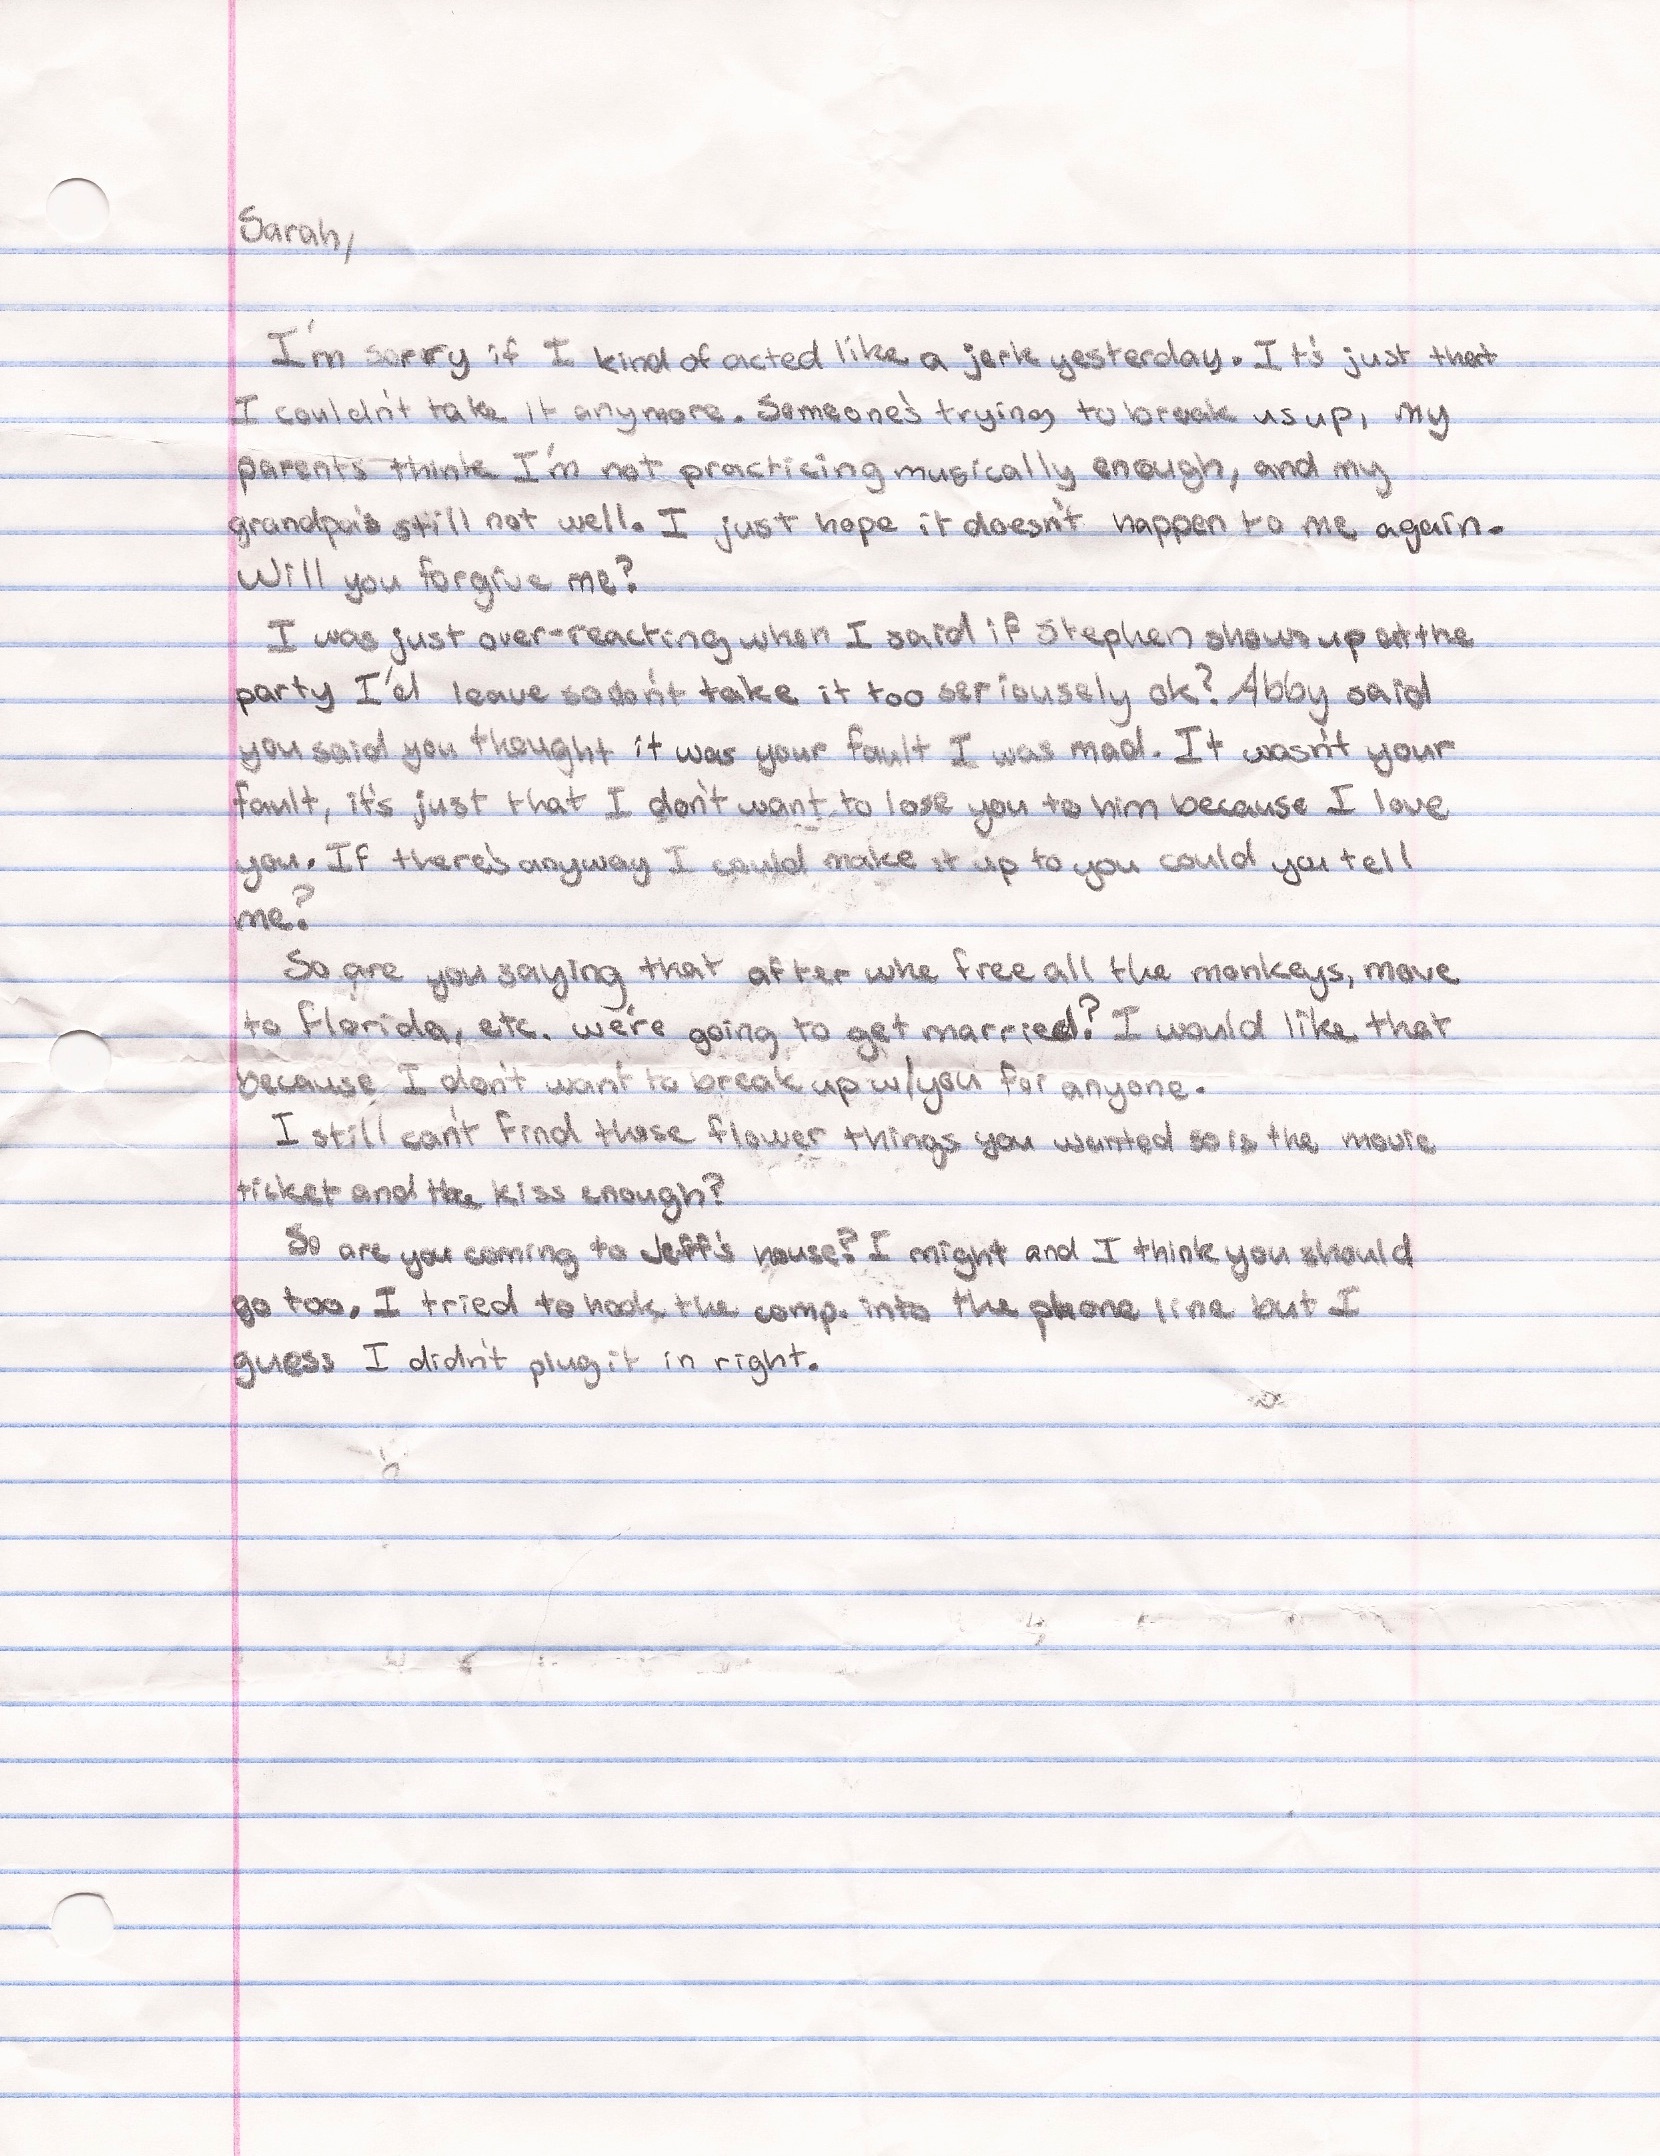 Sarah,
I'm sorry if I kind of acted like a jerk yesterday. It's just that
I couldn't take it anymore. Someone's trying to break us up, my
parents think I'm not practicing musically enough, and my
grandpa's still not well. I just hope it doesn't happen to me again.
Will you forgive me?
I was just over-reacting when I said if Stephen shows up at the
party I'd leave so don't take it too seriousely ok? Abby said
you said you thought it was your fault I was mad. It wasn't your
fault, it's just that I don't want to lose you to him because I love
you. If there's anyway I could make it up to you could you tell
me?
So are you saying that after whe free all the monkeys, move
to florida, etc. we're going to get married? I would like that
because I don't want to break up w/you for anyone.
I still can't find those flower things you wanted so is the movie
ticket and the kiss enough?
So are you coming to Jeff's house? I might and I think you should
go too. I tried to hook the comp. into the phone line but I
guess I didn't plug it in right.